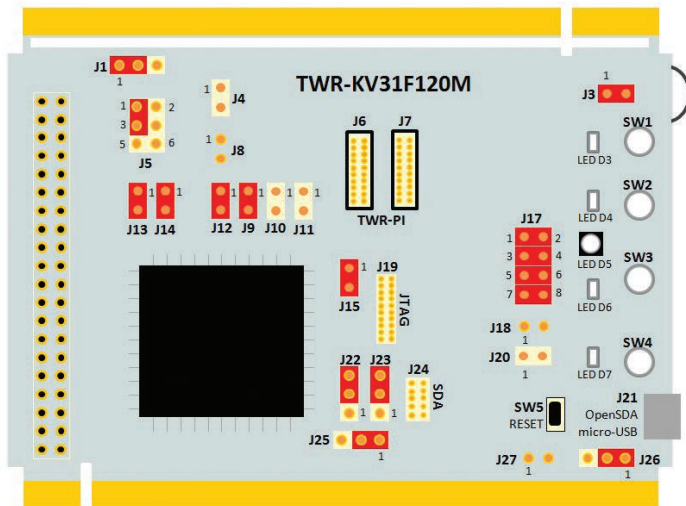 TWR-KV31F120M
J1
1
1
2
3
5
6
J5
1
J4
1
J8
J6
J7
TWR-PI
1
J3
SW1
LED D3
SW2
LED D4
J17
1
2
3
4
5
6
7
8
LED D5
SW3
LED D6
1
1
J13
J14
1
1
1
1
J12
J9
J10
J11
1
J15
J19
JTAG
J18
1
J20
1
SW4
LED D7
J22
J23
J24
SDA
1
1
J25
1
SW5
RESET
J21
OpenSDA
micro-USB
J27
1
J26
1